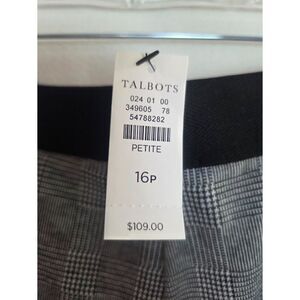 TALBOTS
024 01 00
349605 78
54788282
PETITE
16P
$109.00